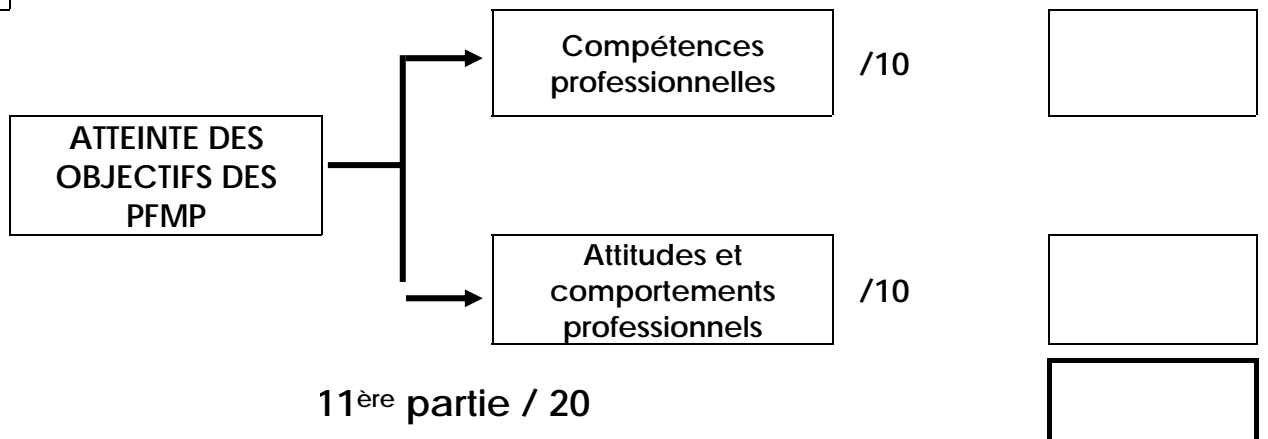 Compétences
professionnelles
/10
ATTEINTE DES
OBJECTIFS DES
PFMP
Attitudes et
comportements
professionnels
/10
11ère partie / 20